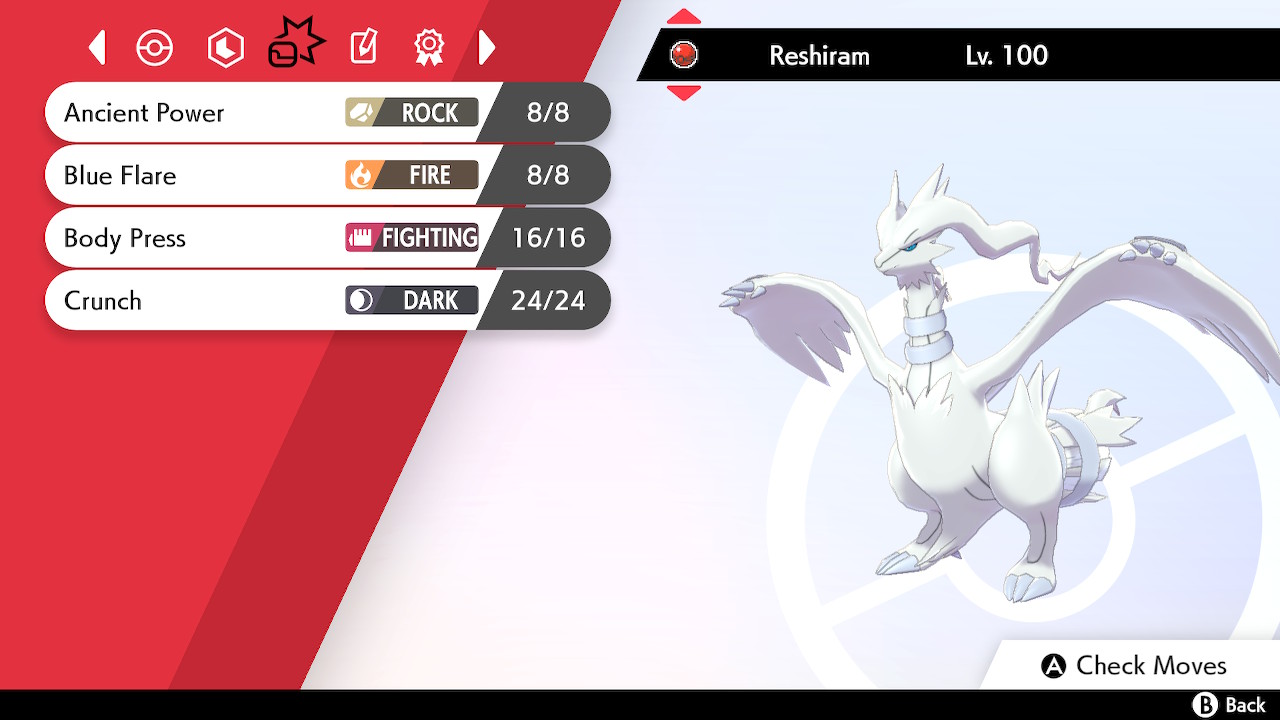 Reshiram Lv. 100
Ancient Power ROCK 8/8
Blue Flare FIRE 8/8
Body Press FIGHTING 16/16
Crunch DARK 24/24
A Check Moves
B Back